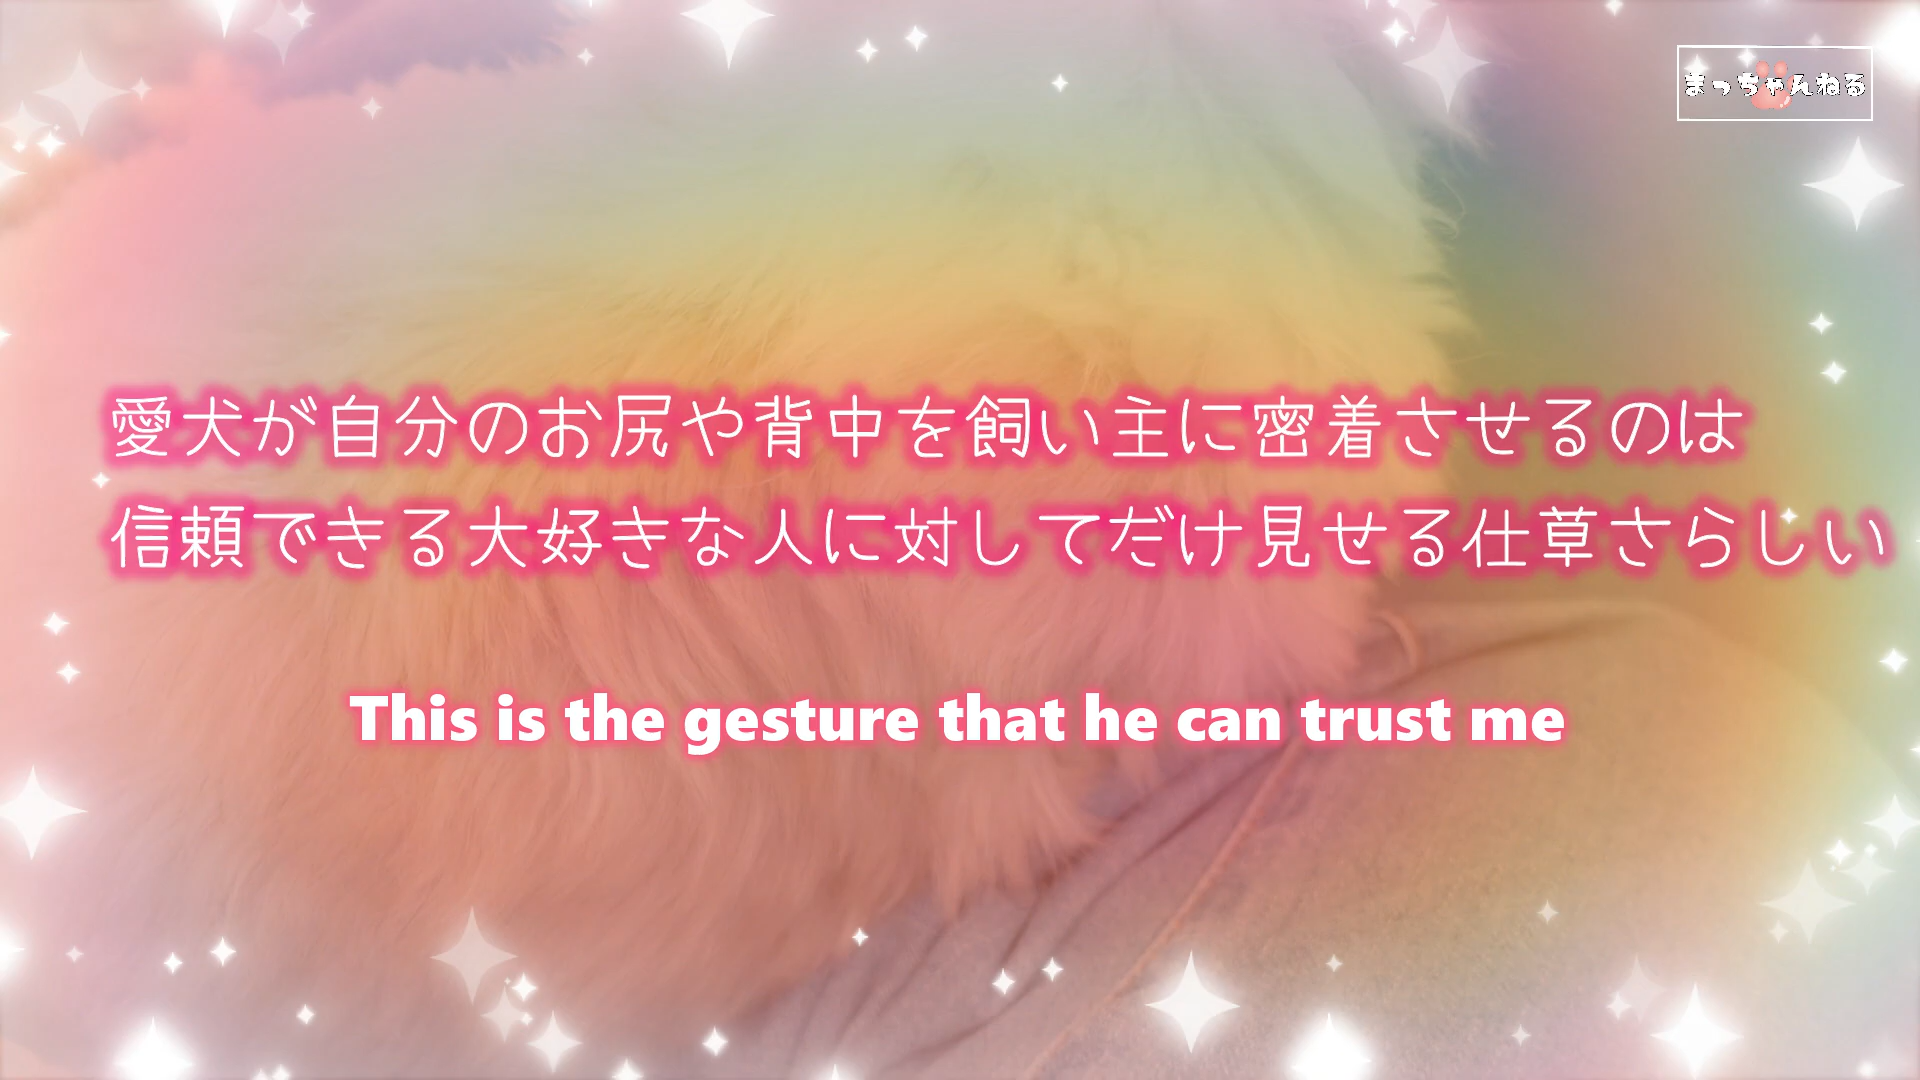 まっちゃんねる
愛犬が自分のお尻や背中を飼い主に密着させるのは
信頼できる大好きな人に対してだけ見せる仕草さらしい
This is the gesture that he can trust me